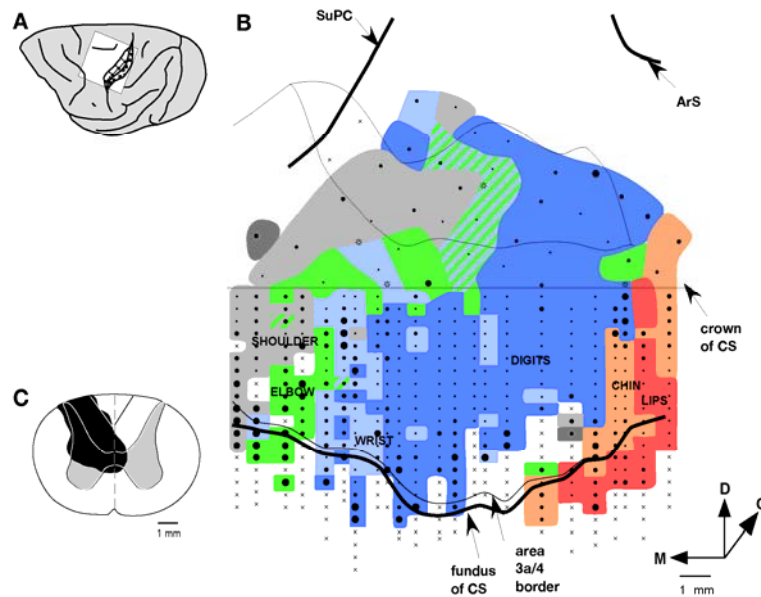 A
B
SuPC
ArS
crown
of CS
SHOULDER
DIGITS
ELBOW
CHIN
LIPS
WRIST
C
1 mm
fundus
of CS
area
3a/4
border
D
C
M
1 mm